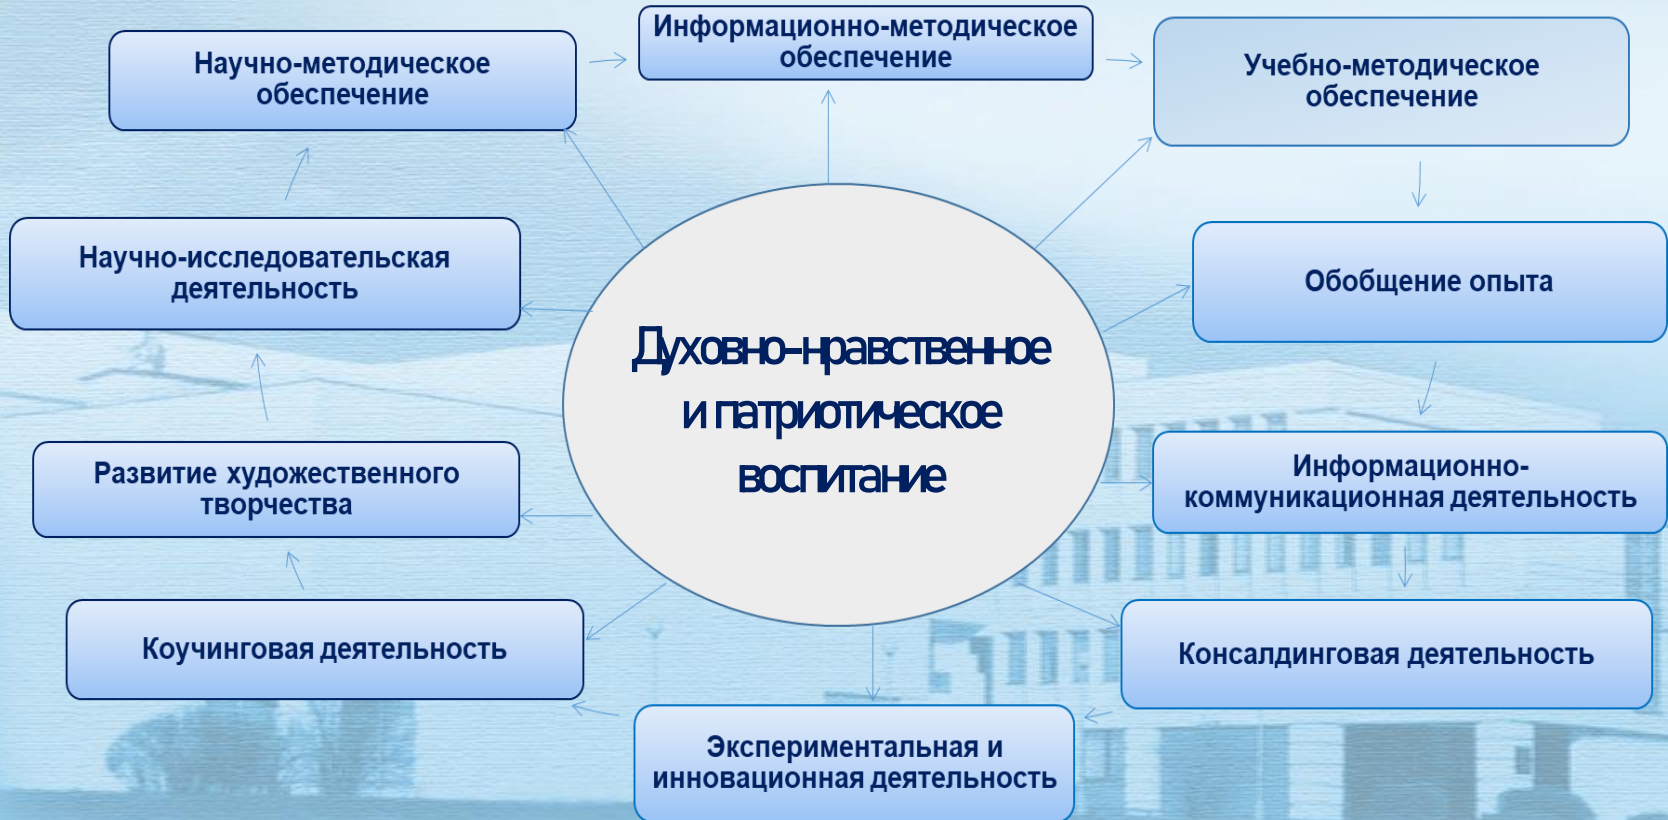 Научно-методическое
обеспечение
Информационно-методическое
обеспечение
Учебно-методическое
обеспечение
Научно-исследовательская
деятельность
Обобщение опыта
Духовно-нравственное
и патриотическое
воспитание
Развитие художественного
творчества
Информационно-
коммуникационная деятельность
Коучинговая деятельность
Консалдинговая деятельность
Экспериментальная и
инновационная деятельность